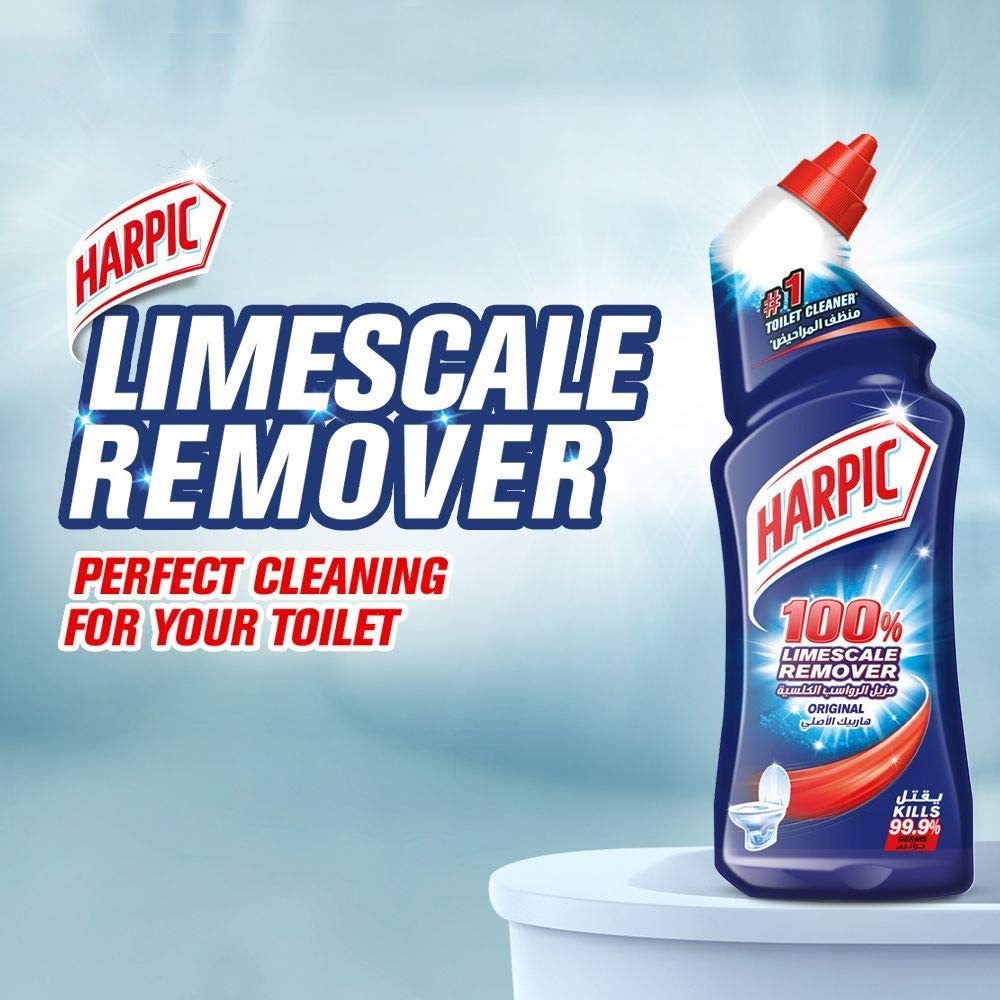 HARPIC
LIMESCALE
REMOVER
PERFECT CLEANING
FOR YOUR TOILET
#1
TOILET CLEANER*
منظف المراحيض*
HARPIC
100%
LIMESCALE
REMOVER
مزيل الرواسب الكلسية
ORIGINAL
هاربيك الأصلي
يقتل
KILLS
99.9%
GERMS
جراثيم